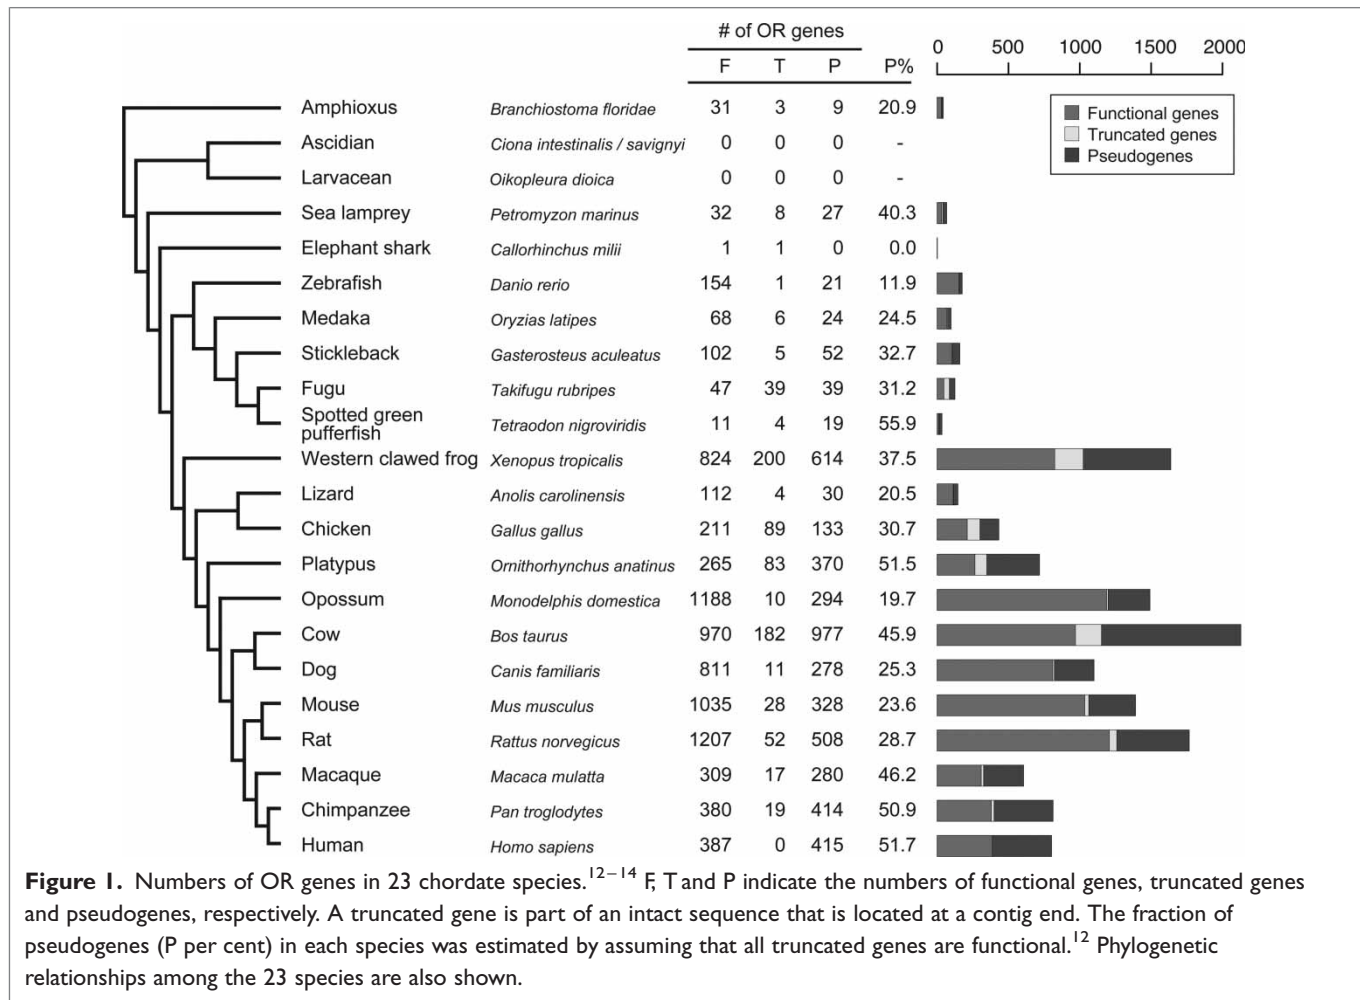 # of OR genes
F T P P%
0 500 1000 1500 2000
Functional genes
Truncated genes
Pseudogenes
Amphioxus Branchiostoma floridae 31 3 9 20.9
Ascidian Ciona intestinalis / savignyi 0 0 0 -
Larvacean Oikopleura dioica 0 0 0 -
Sea lamprey Petromyzon marinus 32 8 27 40.3
Elephant shark Callorhinchus milii 1 1 0 0.0
Zebrafish Danio rerio 154 1 21 11.9
Medaka Oryzias latipes 68 6 24 24.5
Stickleback Gasterosteus aculeatus 102 5 52 32.7
Fugu Takifugu rubripes 47 39 39 31.2
Spotted green
pufferfish Tetraodon nigroviridis 11 4 19 55.9
Western clawed frog Xenopus tropicalis 824 200 614 37.5
Lizard Anolis carolinensis 112 4 30 20.5
Chicken Gallus gallus 211 89 133 30.7
Platypus Ornithorhynchus anatinus 265 83 370 51.5
Opossum Monodelphis domestica 1188 10 294 19.7
Cow Bos taurus 970 182 977 45.9
Dog Canis familiaris 811 11 278 25.3
Mouse Mus musculus 1035 28 328 23.6
Rat Rattus norvegicus 1207 52 508 28.7
Macaque Macaca mulatta 309 17 280 46.2
Chimpanzee Pan troglodytes 380 19 414 50.9
Human Homo sapiens 387 0 415 51.7
Figure 1. Numbers of OR genes in 23 chordate species.12–14 F, T and P indicate the numbers of functional genes, truncated genes
and pseudogenes, respectively. A truncated gene is part of an intact sequence that is located at a contig end. The fraction of
pseudogenes (P per cent) in each species was estimated by assuming that all truncated genes are functional.12 Phylogenetic
relationships among the 23 species are also shown.